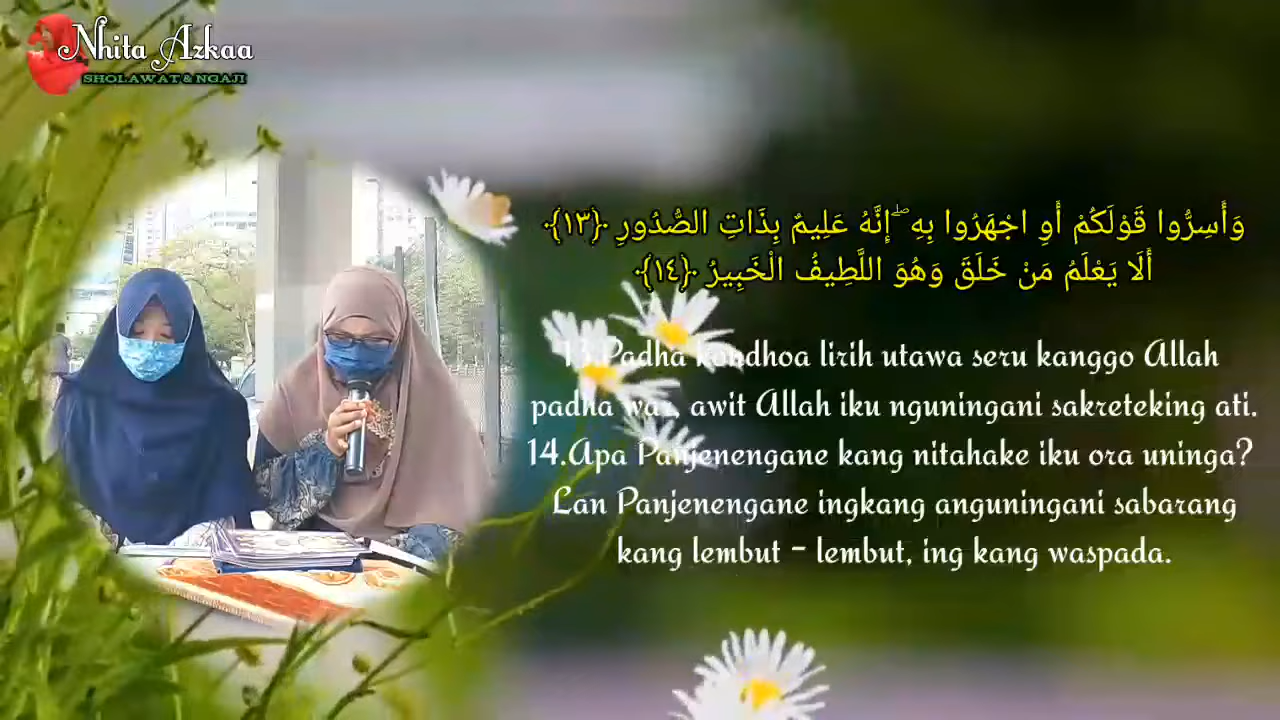 Nhita Azkaa
SHOLAWAT & NGAJI
وَأَسِرُّوا قَوْلَكُمْ أَوِ اجْهَرُوا بِهِ ۖ إِنَّهُ عَلِيمٌ بِذَاتِ الصُّدُورِ ﴿١٣﴾
أَلَا يَعْلَمُ مَنْ خَلَقَ وَهُوَ اللَّطِيفُ الْخَبِيرُ ﴿١٤﴾
13.Padha kondhoa lirih utawa seru kanggo Allah
padha wae, awit Allah iku nguningani sakreteking ati.
14.Apa Panjenengane kang nitahake iku ora uninga?
Lan Panjenengane ingkang anguningani sabarang
kang lembut - lembut, ing kang waspada.